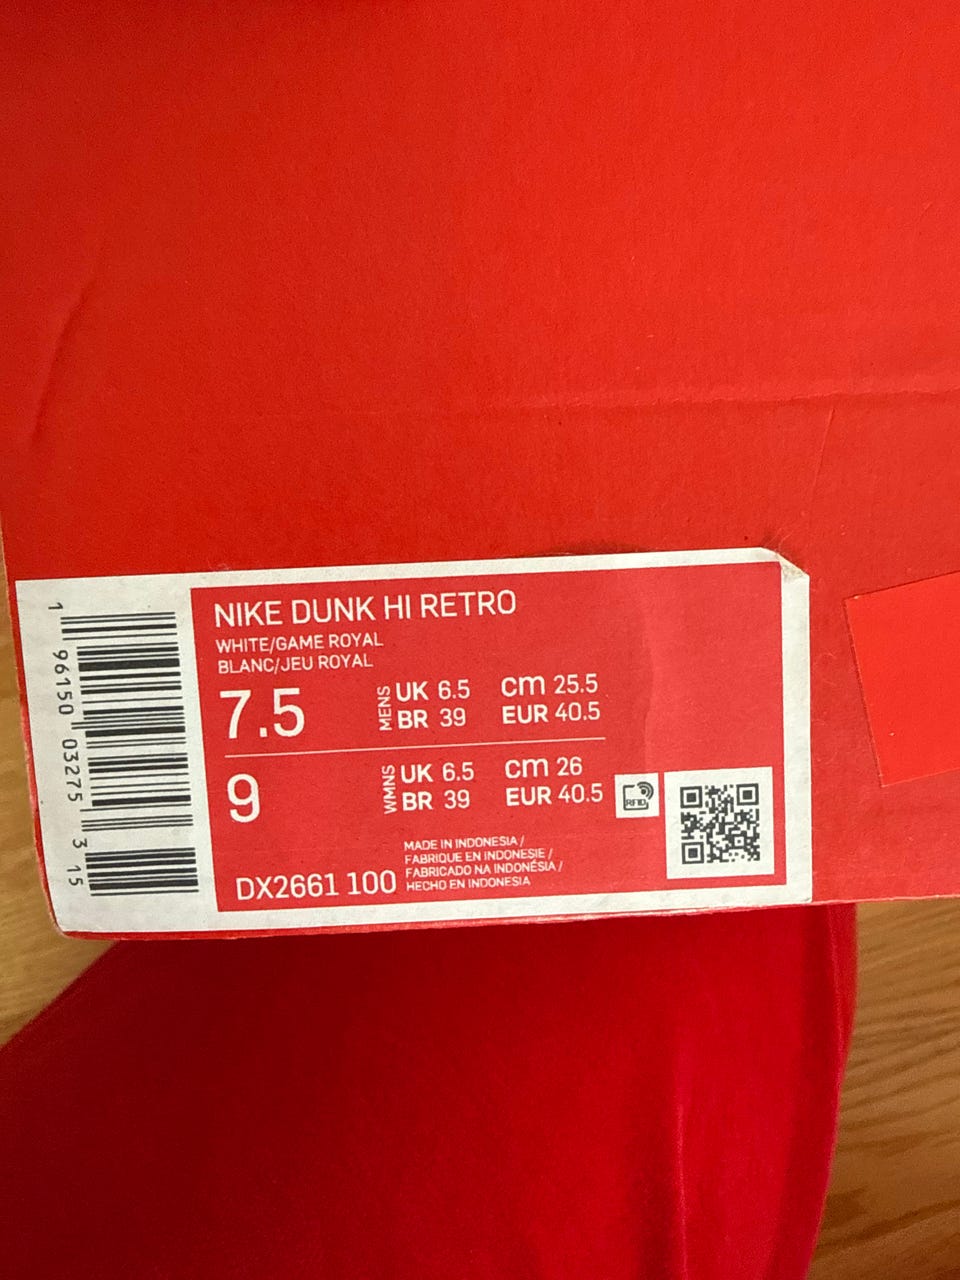 NIKE DUNK HI RETRO
WHITE/GAME ROYAL
BLANC/JEU ROYAL
7.5 MENS UK 6.5 cm 25.5
BR 39 EUR 40.5
9 WMNS UK 6.5 cm 26
BR 39 EUR 40.5
RFID
DX2661 100
MADE IN INDONESIA /
FABRIQUE EN INDONESIE /
FABRICADO NA INDONÉSIA /
HECHO EN INDONESIA
1 96150 03275 3 15